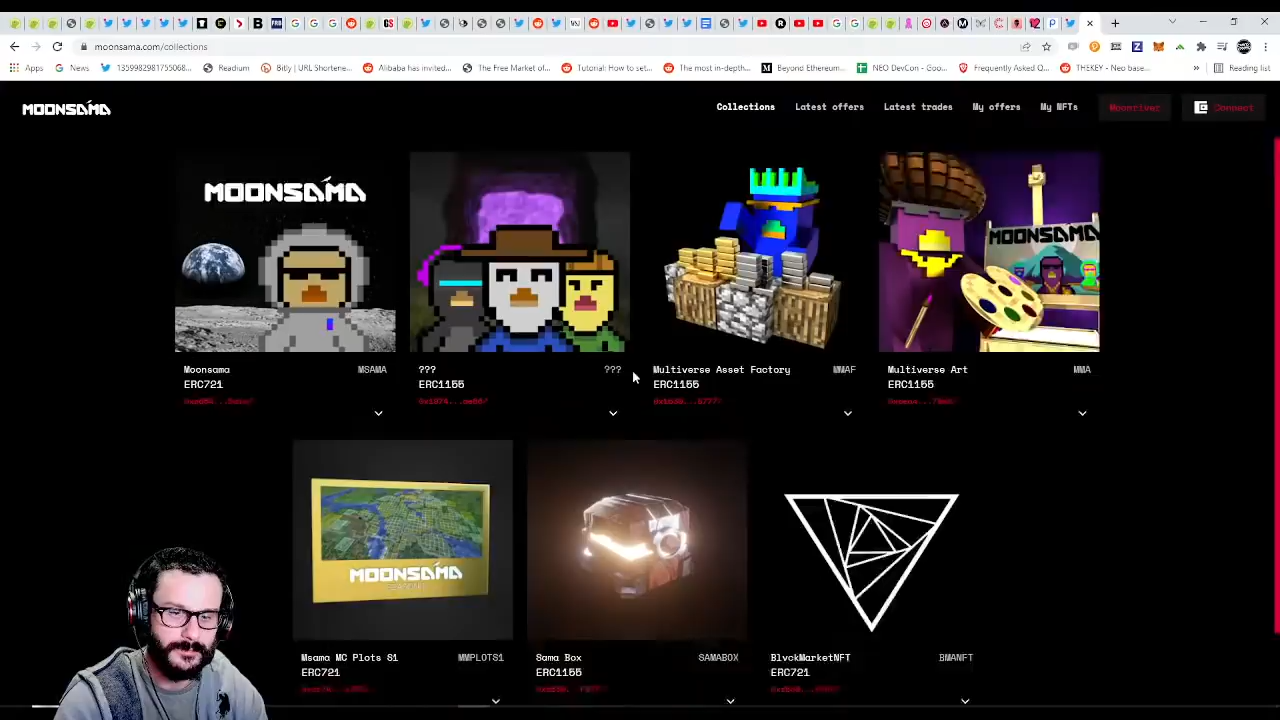 moonsama.com/collections
Apps
News
1359982981755068...
Readium
Bitly | URL Shortene...
Alibaba has invited...
The Free Market of...
Tutorial: How to set...
The most in-depth...
Beyond Ethereum...
NEO DevCon - Goo...
Frequently Asked Q...
THEKEY - Neo base...
»
Reading list
MOONSAMA
Collections
Latest offers
Latest trades
My offers
My NFTs
Moonriver
Connect
MOONSAMA
MOONSAMA
Moonsama MSAMA
ERC721
??? ???
ERC1155
Multiverse Asset Factory MMAF
ERC1155
Multiverse Art MMA
ERC1155
MOONSAMA
Msama MC Plots S1 MMPLOTS1
ERC721
Sama Box SAMABOX
ERC1155
BlvckMarketNFT BMANFT
ERC721